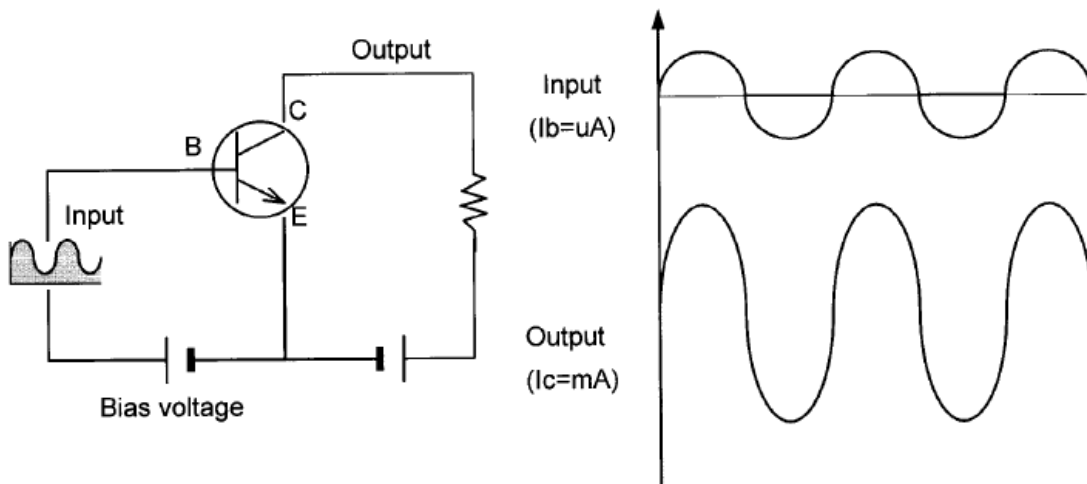 Output
C
B
E
Input
Bias voltage
Input
(Ib=uA)
Output
(Ic=mA)